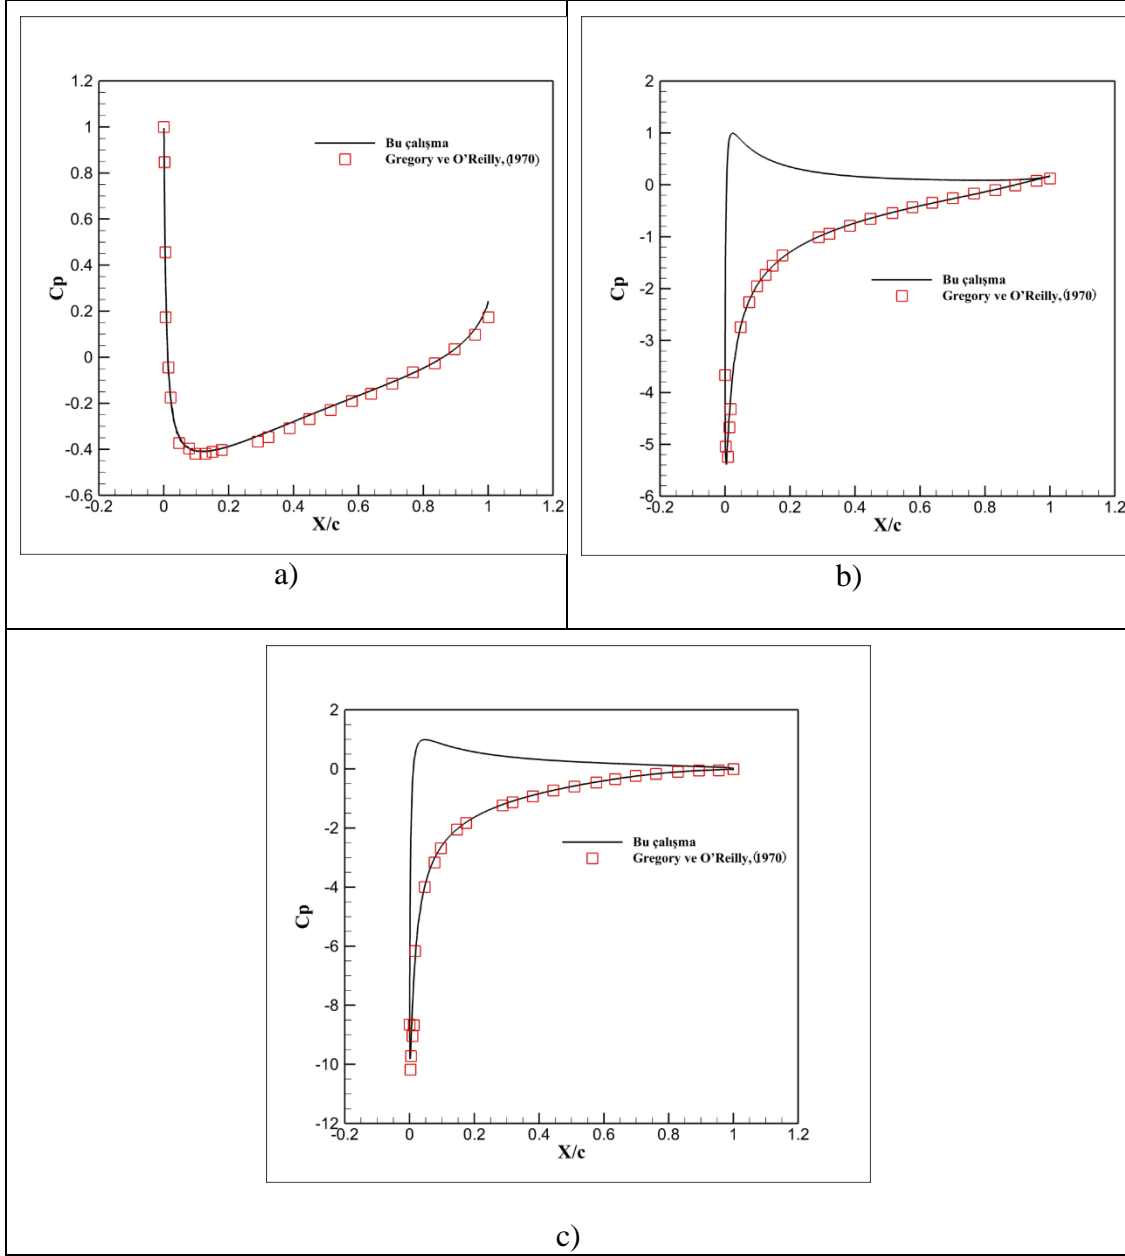 1.2
1
0.8
0.6
0.4
0.2
0
-0.2
-0.4
-0.6
Cp
Bu çalışma
Gregory ve O'Reilly,(1970)
-0.2 0 0.2 0.4 0.6 0.8 1 1.2
X/c
a)
2
1
0
-1
-2
-3
-4
-5
-6
Cp
Bu çalışma
Gregory ve O'Reilly,(1970)
-0.2 0 0.2 0.4 0.6 0.8 1 1.2
X/c
b)
2
0
-2
-4
-6
-8
-10
-12
Cp
Bu çalışma
Gregory ve O'Reilly,(1970)
-0.2 0 0.2 0.4 0.6 0.8 1 1.2
X/c
c)